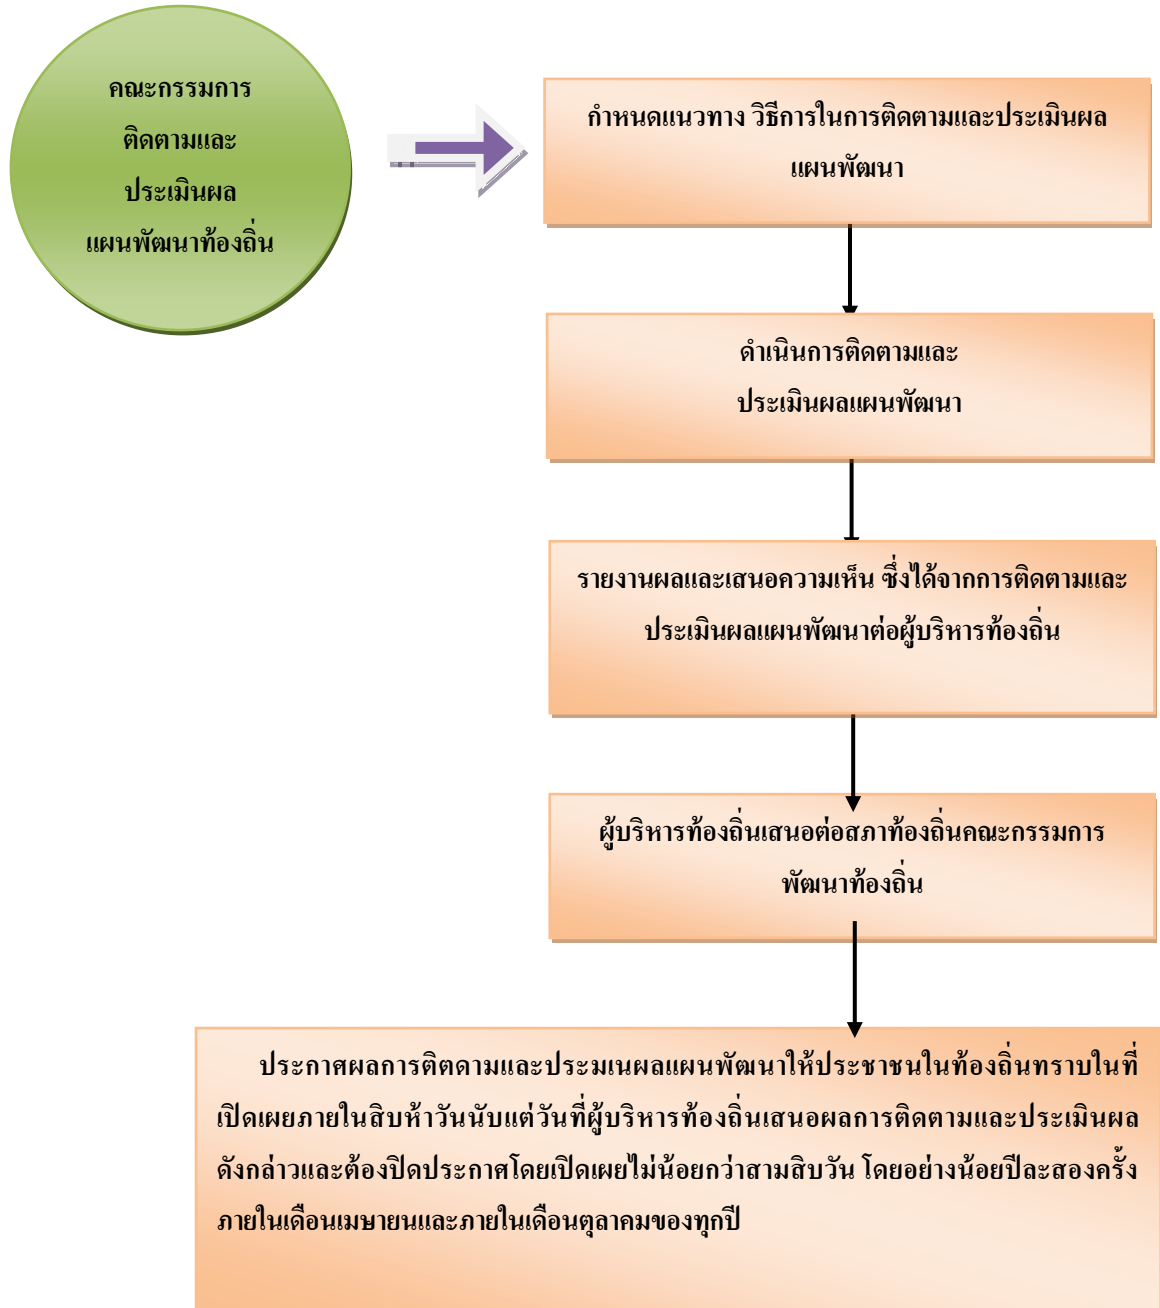 คณะกรรมการ
ติดตามและ
ประเมินผล
แผนพัฒนาท้องถิ่น
กำหนดแนวทาง วิธีการในการติดตามและประเมินผล
แผนพัฒนา
ดำเนินการติดตามและ
ประเมินผลแผนพัฒนา
รายงานผลและเสนอความเห็น ซึ่งได้จากการติดตามและ
ประเมินผลแผนพัฒนาต่อผู้บริหารท้องถิ่น
ผู้บริหารท้องถิ่นเสนอต่อสภาท้องถิ่นคณะกรรมการ
พัฒนาท้องถิ่น
ประกาศผลการติตดามและประมเนผลแผนพัฒนาให้ประชาชนในท้องถิ่นทราบในที่
เปิดเผยภายในสิบห้าวันนับแต่วันที่ผู้บริหารท้องถิ่นเสนอผลการติดตามและประเมินผล
ดังกล่าวและต้องปิดประกาศโดยเปิดเผยไม่น้อยกว่าสามสิบวัน โดยอย่างน้อยปีละสองครั้ง
ภายในเดือนเมษายนและภายในเดือนตุลาคมของทุกปี